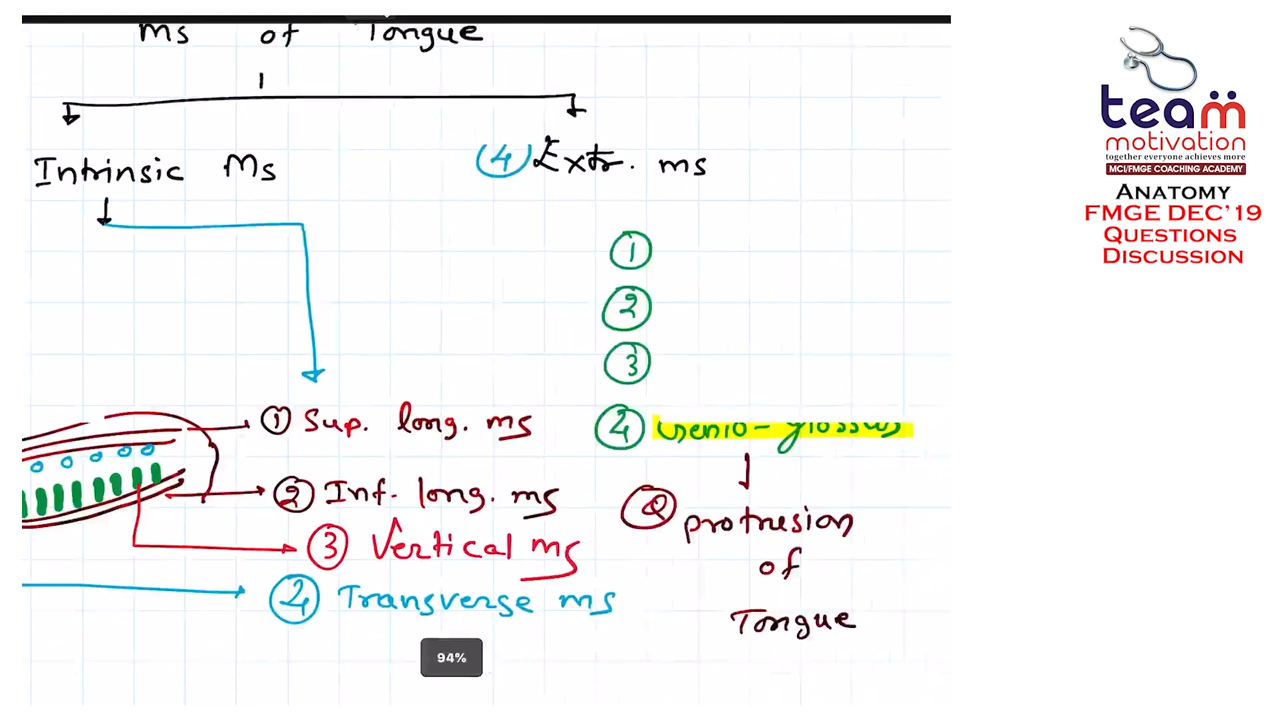 Ms of Tongue
Intrinsic Ms
(4) Extr. ms
1
2
3
4 Genio-glossus
Q protrusion
of
Tongue
1 Sup. long. ms
2 Inf. long. ms
3 Vertical ms
4 Transverse ms
94%
team
motivation
together everyone achieves more
MCI/FMGE COACHING ACADEMY
ANATOMY
FMGE DEC'19
QUESTIONS
DISCUSSION